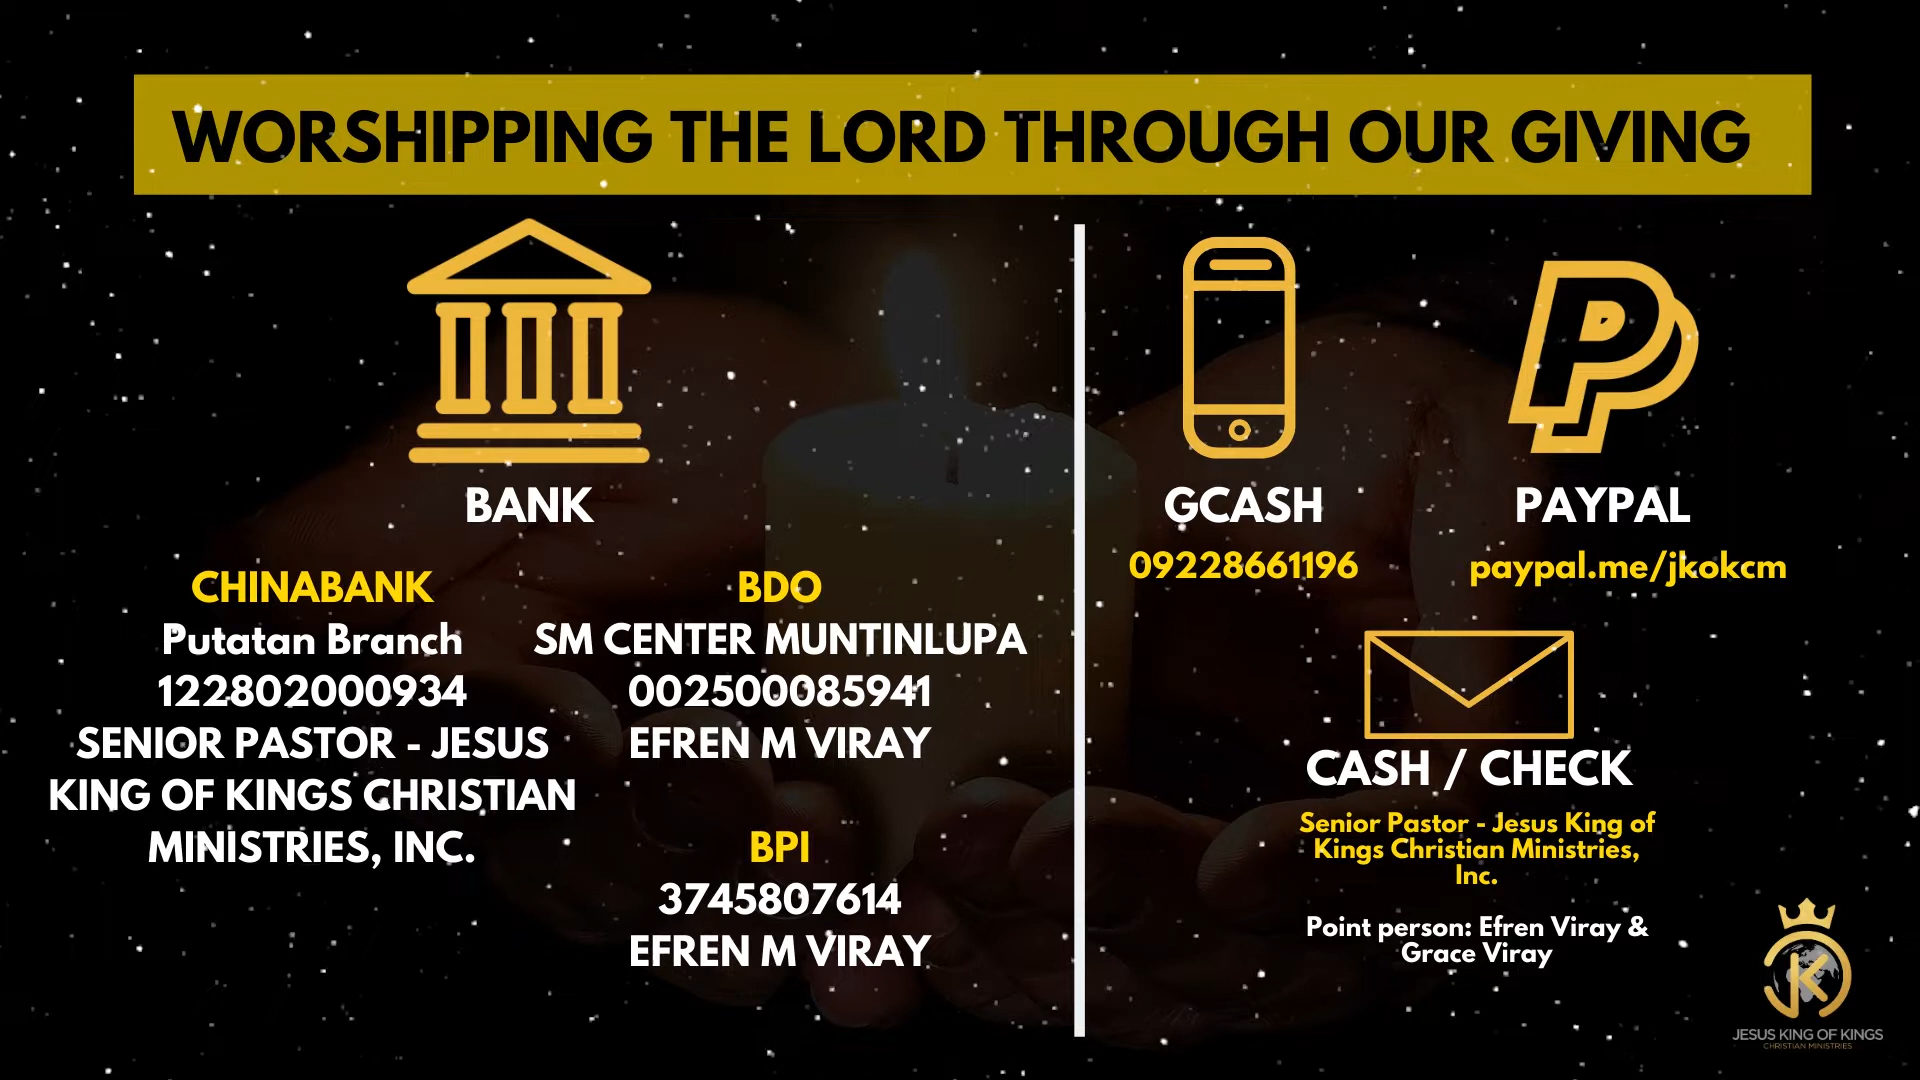 WORSHIPPING THE LORD THROUGH OUR GIVING
BANK
CHINABANK
Putatan Branch
122802000934
SENIOR PASTOR - JESUS
KING OF KINGS CHRISTIAN
MINISTRIES, INC.
BDO
SM CENTER MUNTINLUPA
002500085941
EFREN M VIRAY
BPI
3745807614
EFREN M VIRAY
GCASH
09228661196
PAYPAL
paypal.me/jkokcm
CASH / CHECK
Senior Pastor - Jesus King of
Kings Christian Ministries,
Inc.
Point person: Efren Viray &
Grace Viray
JK
JESUS KING OF KINGS
CHRISTIAN MINISTRIES